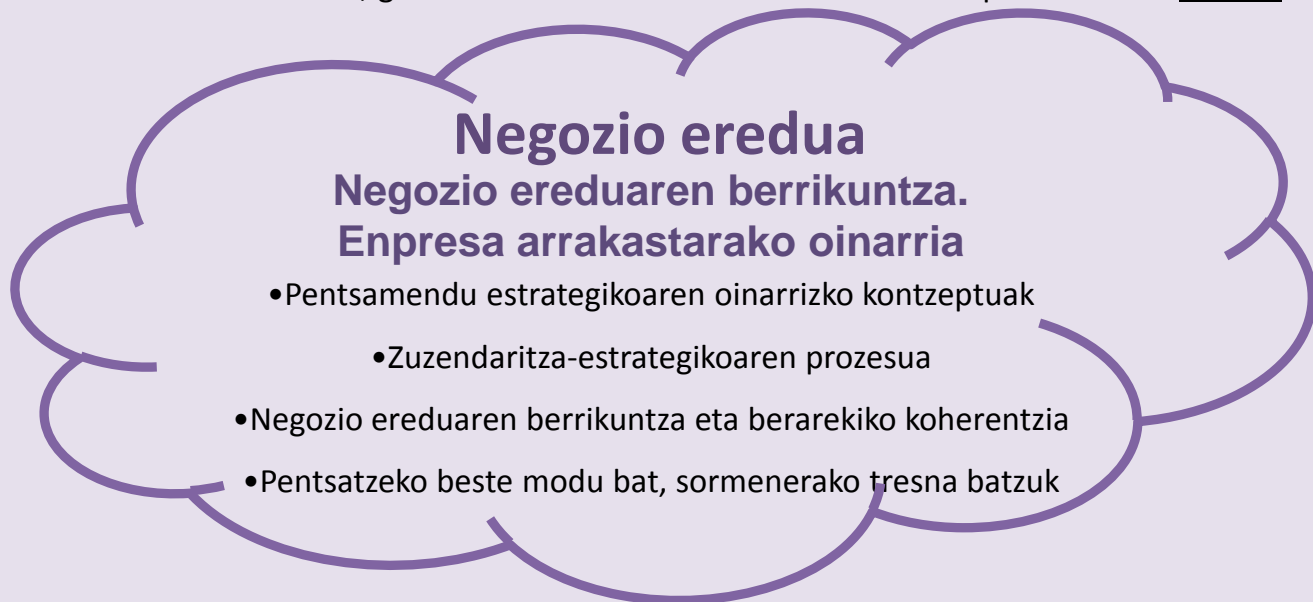 Negozio eredua
Negozio ereduaren berrikuntza.
Enpresa arrakastarako oinarria
•Pentsamendu estrategikoaren oinarrizko kontzeptuak
•Zuzendaritza-estrategikoaren prozesua
•Negozio ereduaren berrikuntza eta berarekiko koherentzia
•Pentsatzeko beste modu bat, sormenerako tresna batzuk